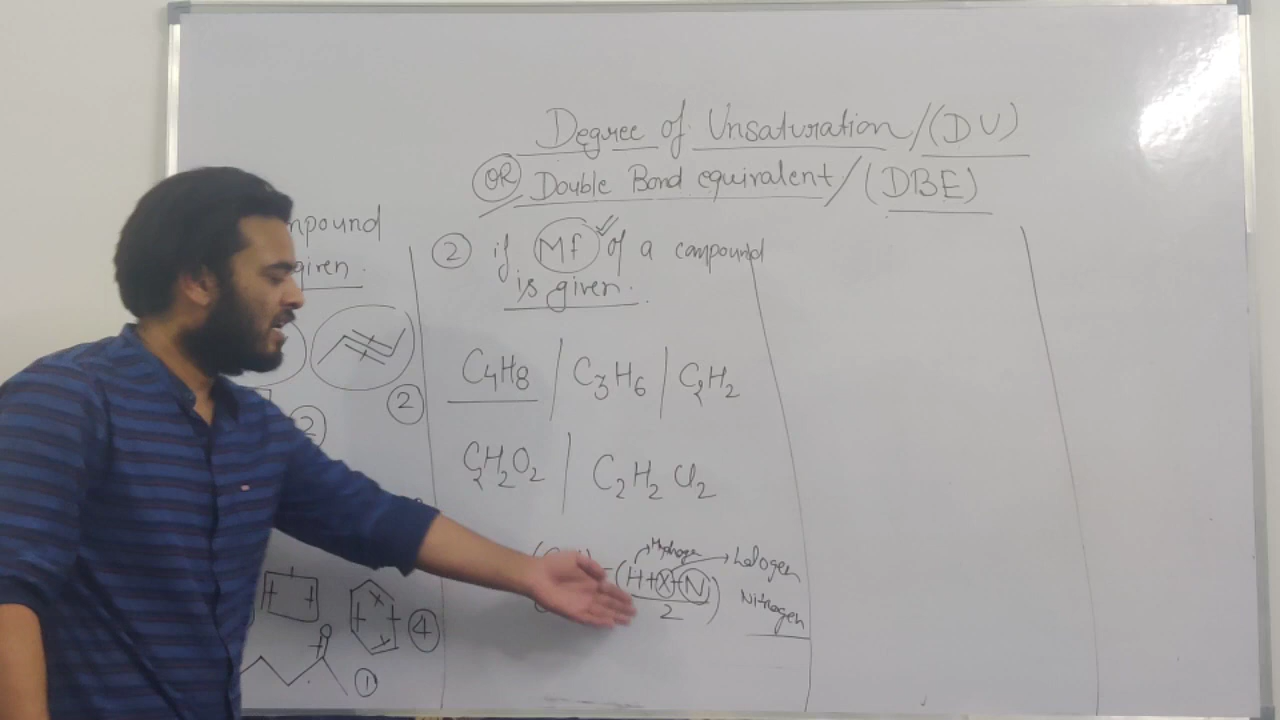 Degree of Unsaturation/(DU)
OR Double Bond equivalent/(DBE)
mpound
given.
2
2
4
1
2 if Mf of a compound
is given.
C4H8 / C3H6 / C2H2
C2H2O2 / C2H2Cl2
Halogen
(H+X+N)
2
Nitrogen